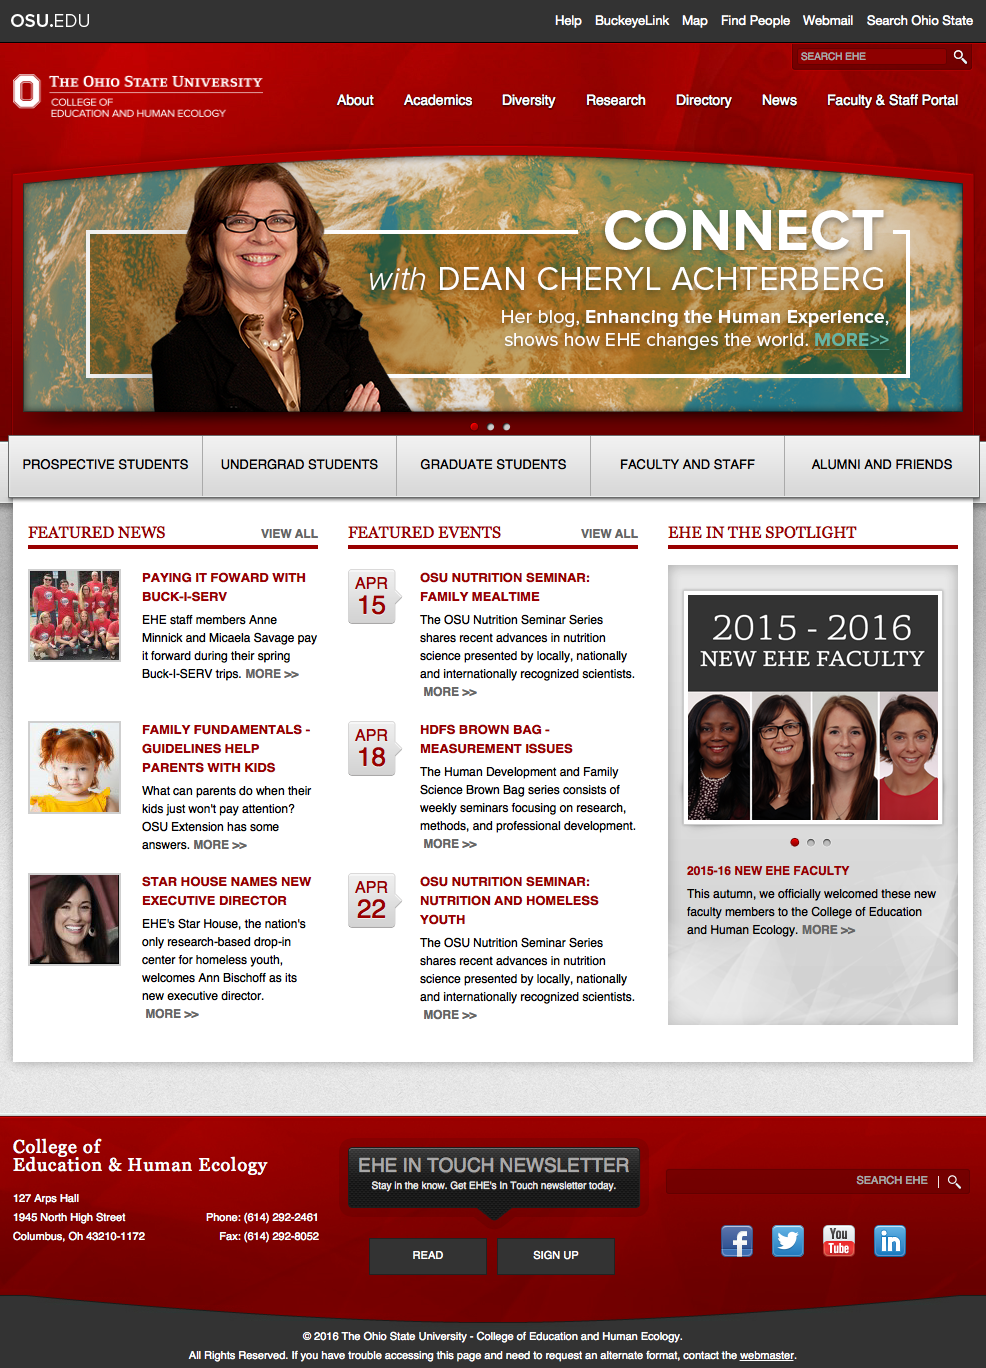 OSU.EDU
Help BuckeyeLink Map Find People Webmail Search Ohio State
SEARCH EHE
THE OHIO STATE UNIVERSITY
COLLEGE OF
EDUCATION AND HUMAN ECOLOGY
About Academics Diversity Research Directory News Faculty & Staff Portal
CONNECT
with DEAN CHERYL ACHTERBERG
Her blog, Enhancing the Human Experience,
shows how EHE changes the world. MORE>>
PROSPECTIVE STUDENTS UNDERGRAD STUDENTS GRADUATE STUDENTS FACULTY AND STAFF ALUMNI AND FRIENDS
FEATURED NEWS VIEW ALL
PAYING IT FOWARD WITH
BUCK-I-SERV
EHE staff members Anne
Minnick and Micaela Savage pay
it forward during their spring
Buck-I-SERV trips. MORE >>
FAMILY FUNDAMENTALS -
GUIDELINES HELP
PARENTS WITH KIDS
What can parents do when their
kids just won't pay attention?
OSU Extension has some
answers. MORE >>
STAR HOUSE NAMES NEW
EXECUTIVE DIRECTOR
EHE's Star House, the nation's
only research-based drop-in
center for homeless youth,
welcomes Ann Bischoff as its
new executive director.
MORE >>
FEATURED EVENTS VIEW ALL
APR
15
OSU NUTRITION SEMINAR:
FAMILY MEALTIME
The OSU Nutrition Seminar Series
shares recent advances in nutrition
science presented by locally, nationally
and internationally recognized scientists.
MORE >>
APR
18
HDFS BROWN BAG -
MEASUREMENT ISSUES
The Human Development and Family
Science Brown Bag series consists of
weekly seminars focusing on research,
methods, and professional development.
MORE >>
APR
22
OSU NUTRITION SEMINAR:
NUTRITION AND HOMELESS
YOUTH
The OSU Nutrition Seminar Series
shares recent advances in nutrition
science presented by locally, nationally
and internationally recognized scientists.
MORE >>
EHE IN THE SPOTLIGHT
2015 - 2016
NEW EHE FACULTY
2015-16 NEW EHE FACULTY
This autumn, we officially welcomed these new
faculty members to the College of Education
and Human Ecology. MORE >>
College of
Education & Human Ecology
127 Arps Hall
1945 North High Street Phone: (614) 292-2461
Columbus, Oh 43210-1172 Fax: (614) 292-8052
EHE IN TOUCH NEWSLETTER
Stay in the know. Get EHE's In Touch newsletter today.
READ SIGN UP
SEARCH EHE
You
Tube
in
© 2016 The Ohio State University - College of Education and Human Ecology.
All Rights Reserved. If you have trouble accessing this page and need to request an alternate format, contact the webmaster.